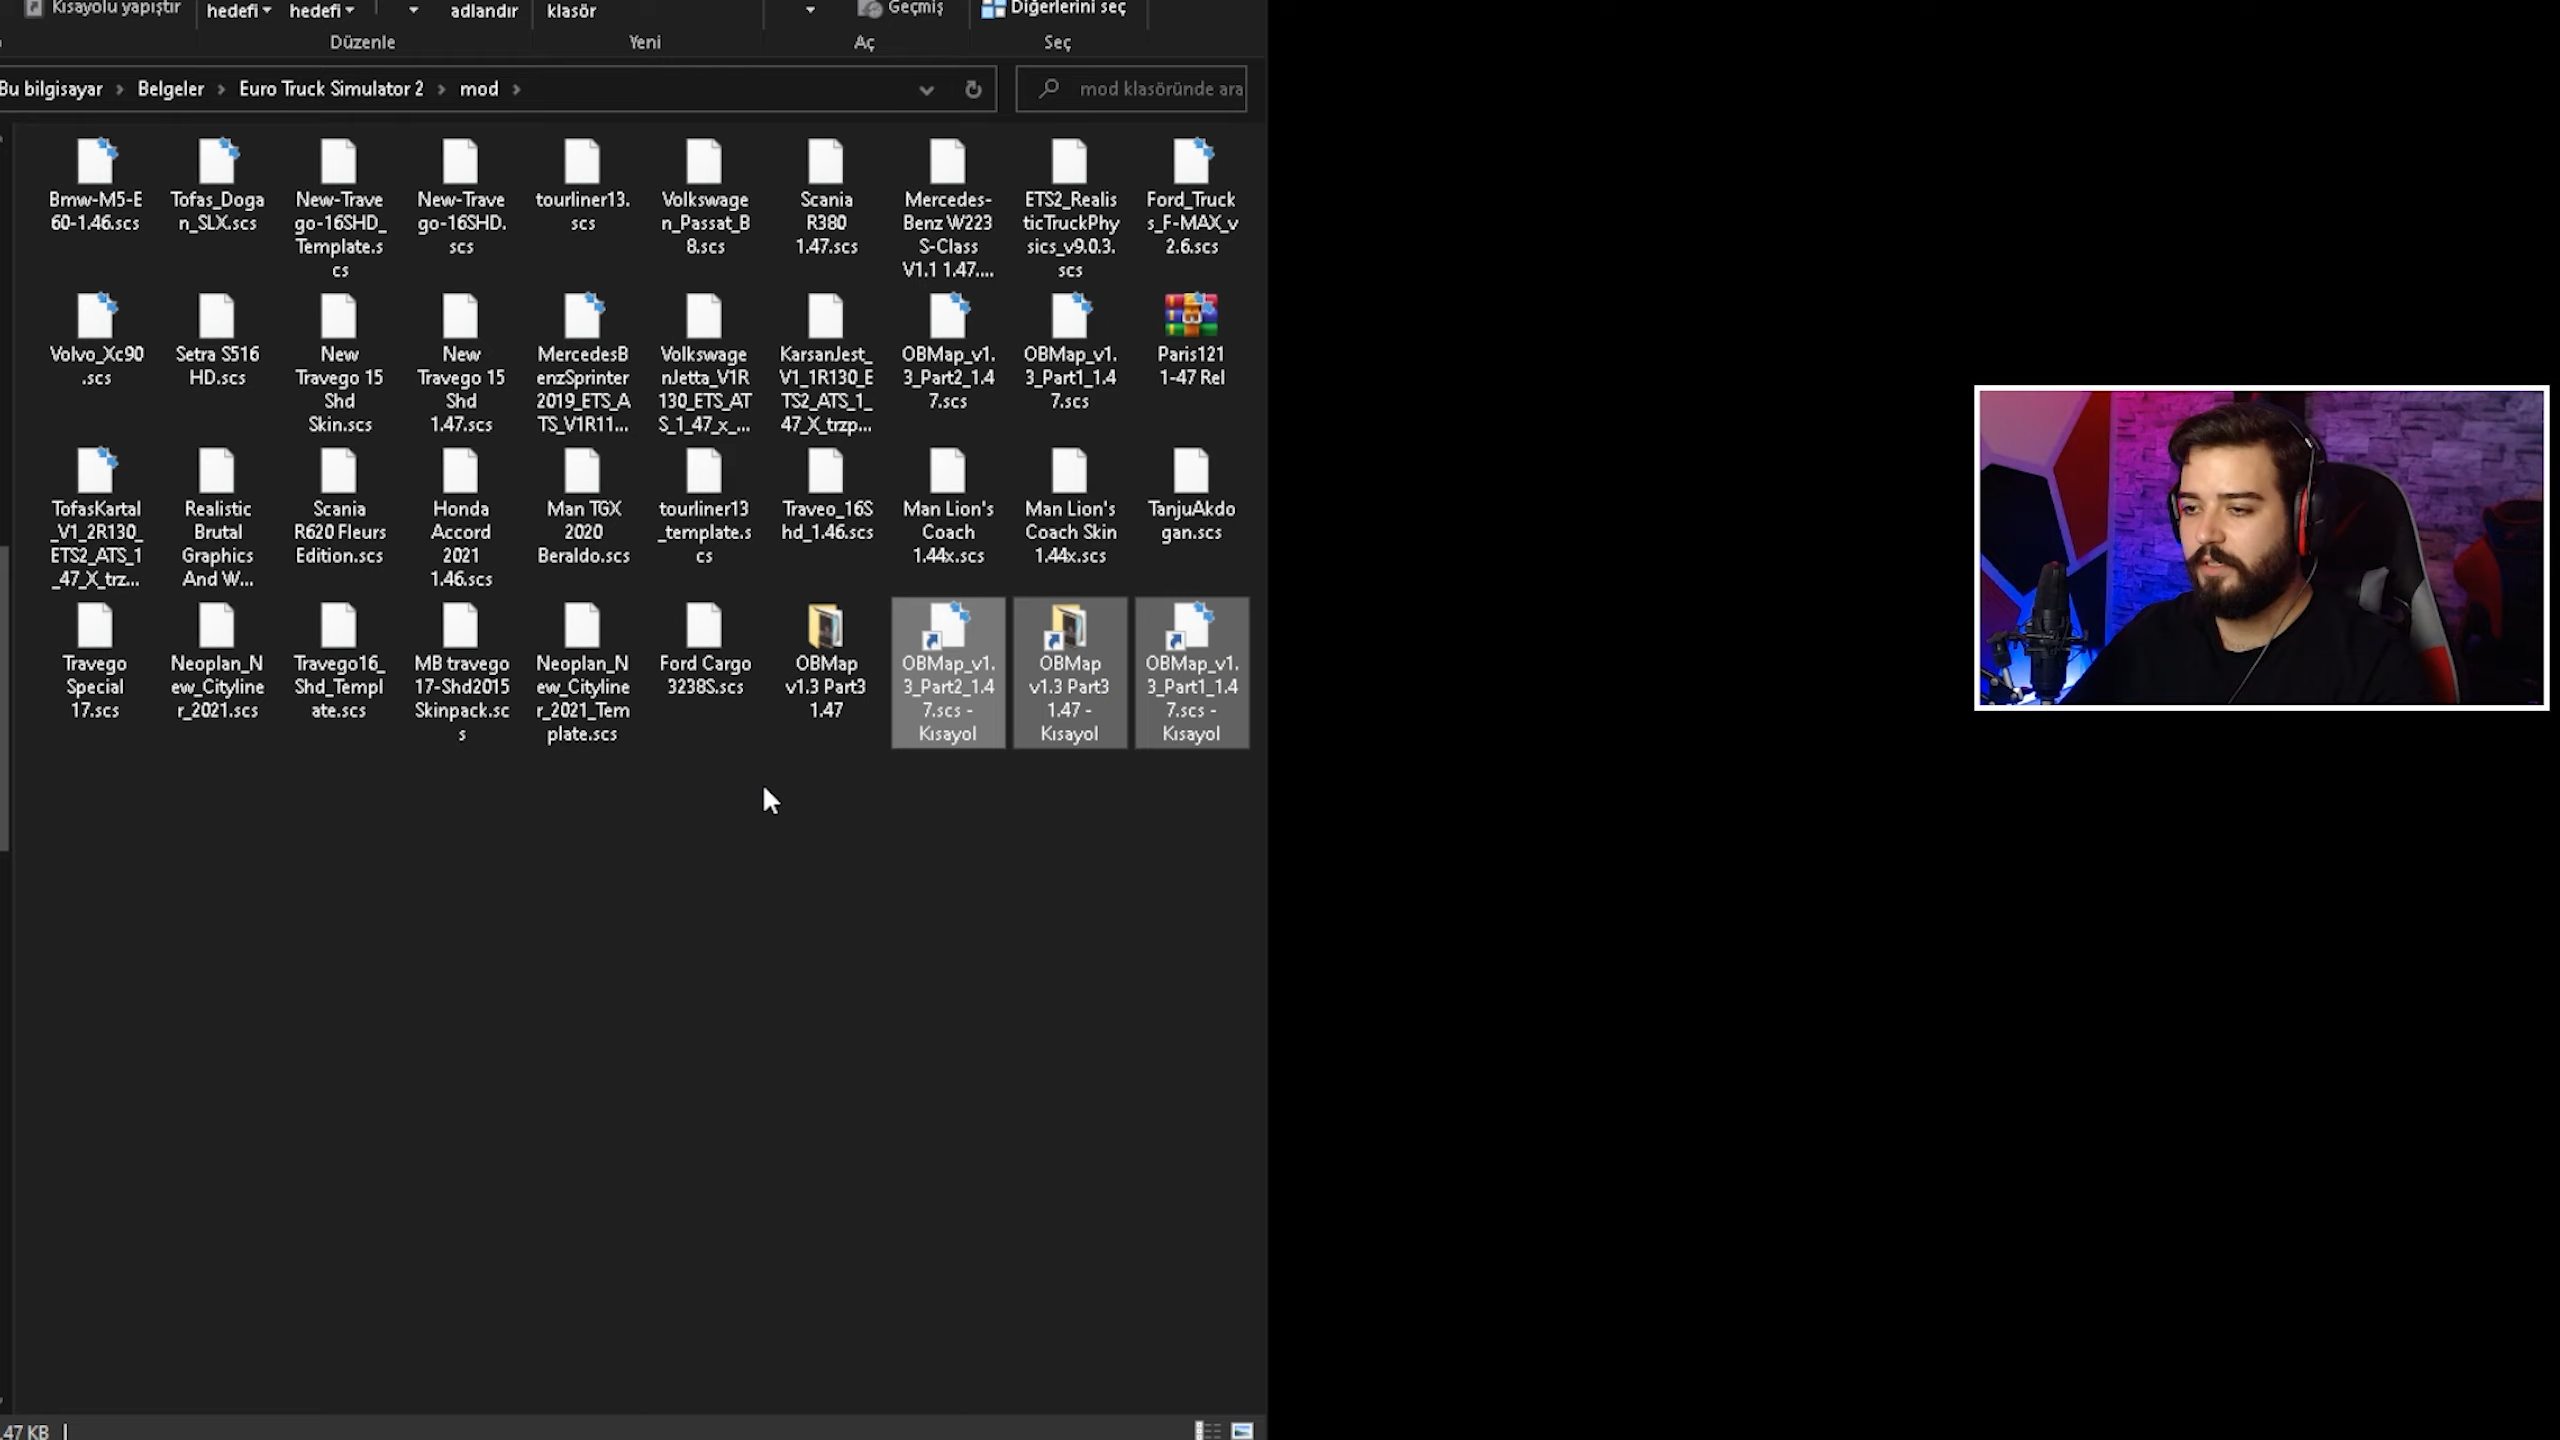 Kısayolu yapıştır
hedefi
hedefi
adlandır
klasör
Geçmiş
Diğerlerini seç
Düzenle
Yeni
Aç
Seç
Bu bilgisayar > Belgeler > Euro Truck Simulator 2 > mod >
mod klasöründe ara
Bmw-M5-E
60-1.46.scs
Tofas_Doga
n_SLX.scs
New-Trave
go-16SHD_
Template.s
cs
New-Trave
go-16SHD.
scs
tourliner13.
scs
Volkswage
n_Passat_B
8.scs
Scania
R380
1.47.scs
Mercedes-
Benz W223
S-Class
V1.1 1.47....
ETS2_Realis
ticTruckPhy
sics_v9.0.3.
scs
Ford_Truck
s_F-MAX_v
2.6.scs
Volvo_Xc90
.scs
Setra S516
HD.scs
New
Travego 15
Shd
Skin.scs
New
Travego 15
Shd
1.47.scs
MercedesB
enzSprinter
2019_ETS_A
TS_V1R11...
Volkswage
nJetta_V1R
130_ETS_AT
S_1_47_x_...
KarsanJest_
V1_1R130_E
TS2_ATS_1_
47_X_trzp...
OBMap_v1.
3_Part2_1.4
7.scs
OBMap_v1.
3_Part1_1.4
7.scs
Paris121
1-47 Rel
TofasKartal
_V1_2R130_
ETS2_ATS_1
_47_X_trz...
Realistic
Brutal
Graphics
And W...
Scania
R620 Fleurs
Edition.scs
Honda
Accord
2021
1.46.scs
Man TGX
2020
Beraldo.scs
tourliner13
_template.s
cs
Traveo_16S
hd_1.46.scs
Man Lion's
Coach
1.44x.scs
Man Lion's
Coach Skin
1.44x.scs
TanjuAkdo
gan.scs
Travego
Special
17.scs
Neoplan_N
ew_Cityline
r_2021.scs
Travego16_
Shd_Templ
ate.scs
MB travego
17-Shd2015
Skinpack.sc
s
Neoplan_N
ew_Cityline
r_2021_Tem
plate.scs
Ford Cargo
3238S.scs
OBMap
v1.3 Part3
1.47
OBMap_v1.
3_Part2_1.4
7.scs -
Kısayol
OBMap
v1.3 Part3
1.47 -
Kısayol
OBMap_v1.
3_Part1_1.4
7.scs -
Kısayol
.47 KB